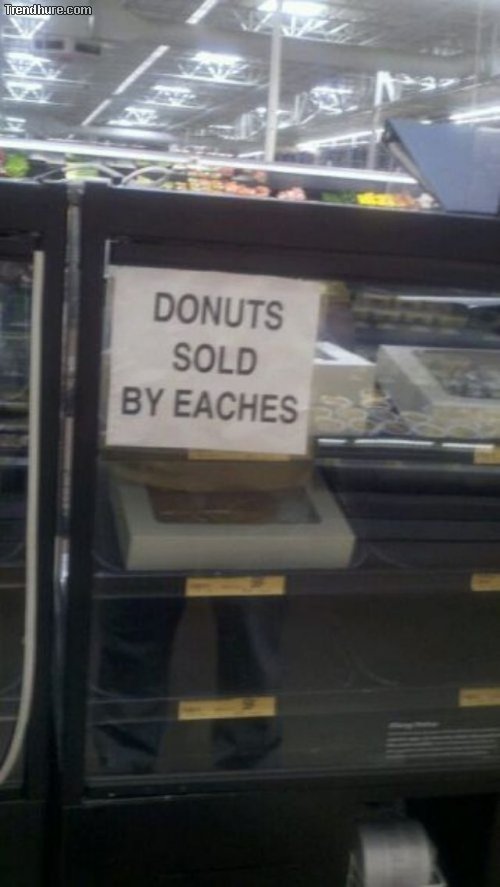 Trendhure.com
DONUTS
SOLD
BY EACHES